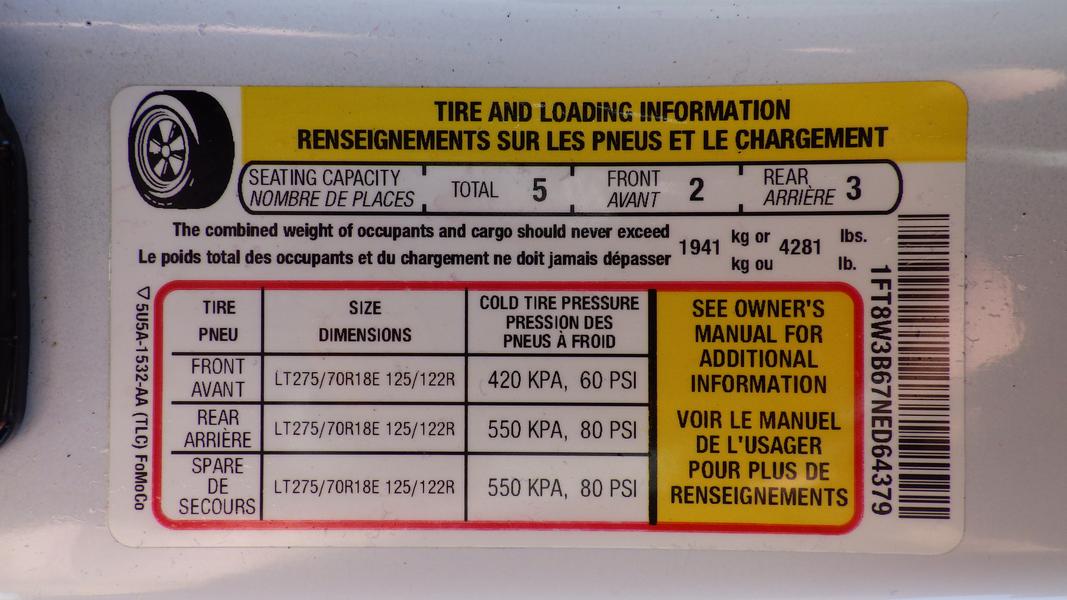 TIRE AND LOADING INFORMATION
RENSEIGNEMENTS SUR LES PNEUS ET LE CHARGEMENT
SEATING CAPACITY
NOMBRE DE PLACES
TOTAL 5
FRONT
AVANT 2
REAR
ARRIÈRE 3
The combined weight of occupants and cargo should never exceed
Le poids total des occupants et du chargement ne doit jamais dépasser
1941 kg or 4281 lbs.
kg ou lb.
TIRE
PNEU
SIZE
DIMENSIONS
COLD TIRE PRESSURE
PRESSION DES
PNEUS À FROID
FRONT
AVANT
LT275/70R18E 125/122R
420 KPA, 60 PSI
REAR
ARRIÈRE
LT275/70R18E 125/122R
550 KPA, 80 PSI
SPARE
DE
SECOURS
LT275/70R18E 125/122R
550 KPA, 80 PSI
SEE OWNER'S
MANUAL FOR
ADDITIONAL
INFORMATION
VOIR LE MANUEL
DE L'USAGER
POUR PLUS DE
RENSEIGNEMENTS
5U5A-1532-AA (TLC) FoMoCo
1FT8W3B67NED64379